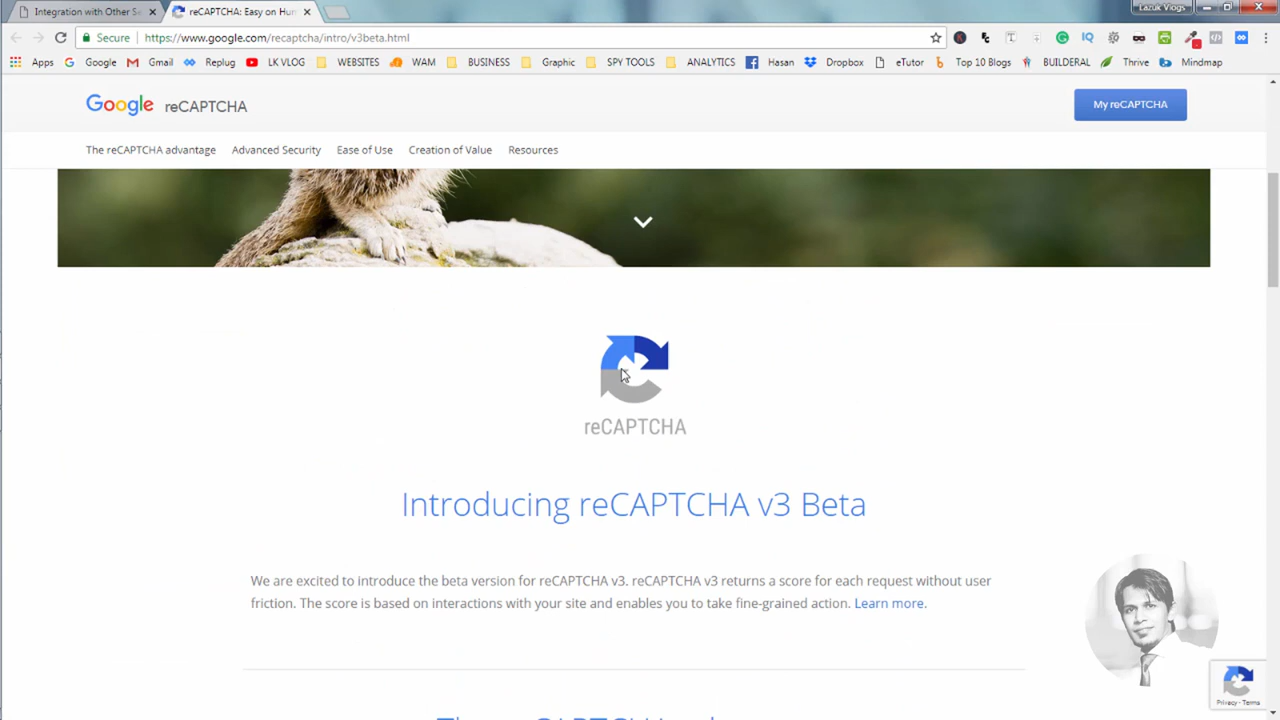 Integration with Other Se
reCAPTCHA: Easy on Hum
Lazuk Vlogs
Secure
https://www.google.com/recaptcha/intro/v3beta.html
Apps Google Gmail Replug LK VLOG WEBSITES WAM BUSINESS Graphic SPY TOOLS ANALYTICS Hasan Dropbox eTutor Top 10 Blogs BUILDERAL Thrive Mindmap
Google reCAPTCHA
My reCAPTCHA
The reCAPTCHA advantage Advanced Security Ease of Use Creation of Value Resources
reCAPTCHA
Introducing reCAPTCHA v3 Beta
We are excited to introduce the beta version for reCAPTCHA v3. reCAPTCHA v3 returns a score for each request without user
friction. The score is based on interactions with your site and enables you to take fine-grained action. Learn more.
Privacy - Terms